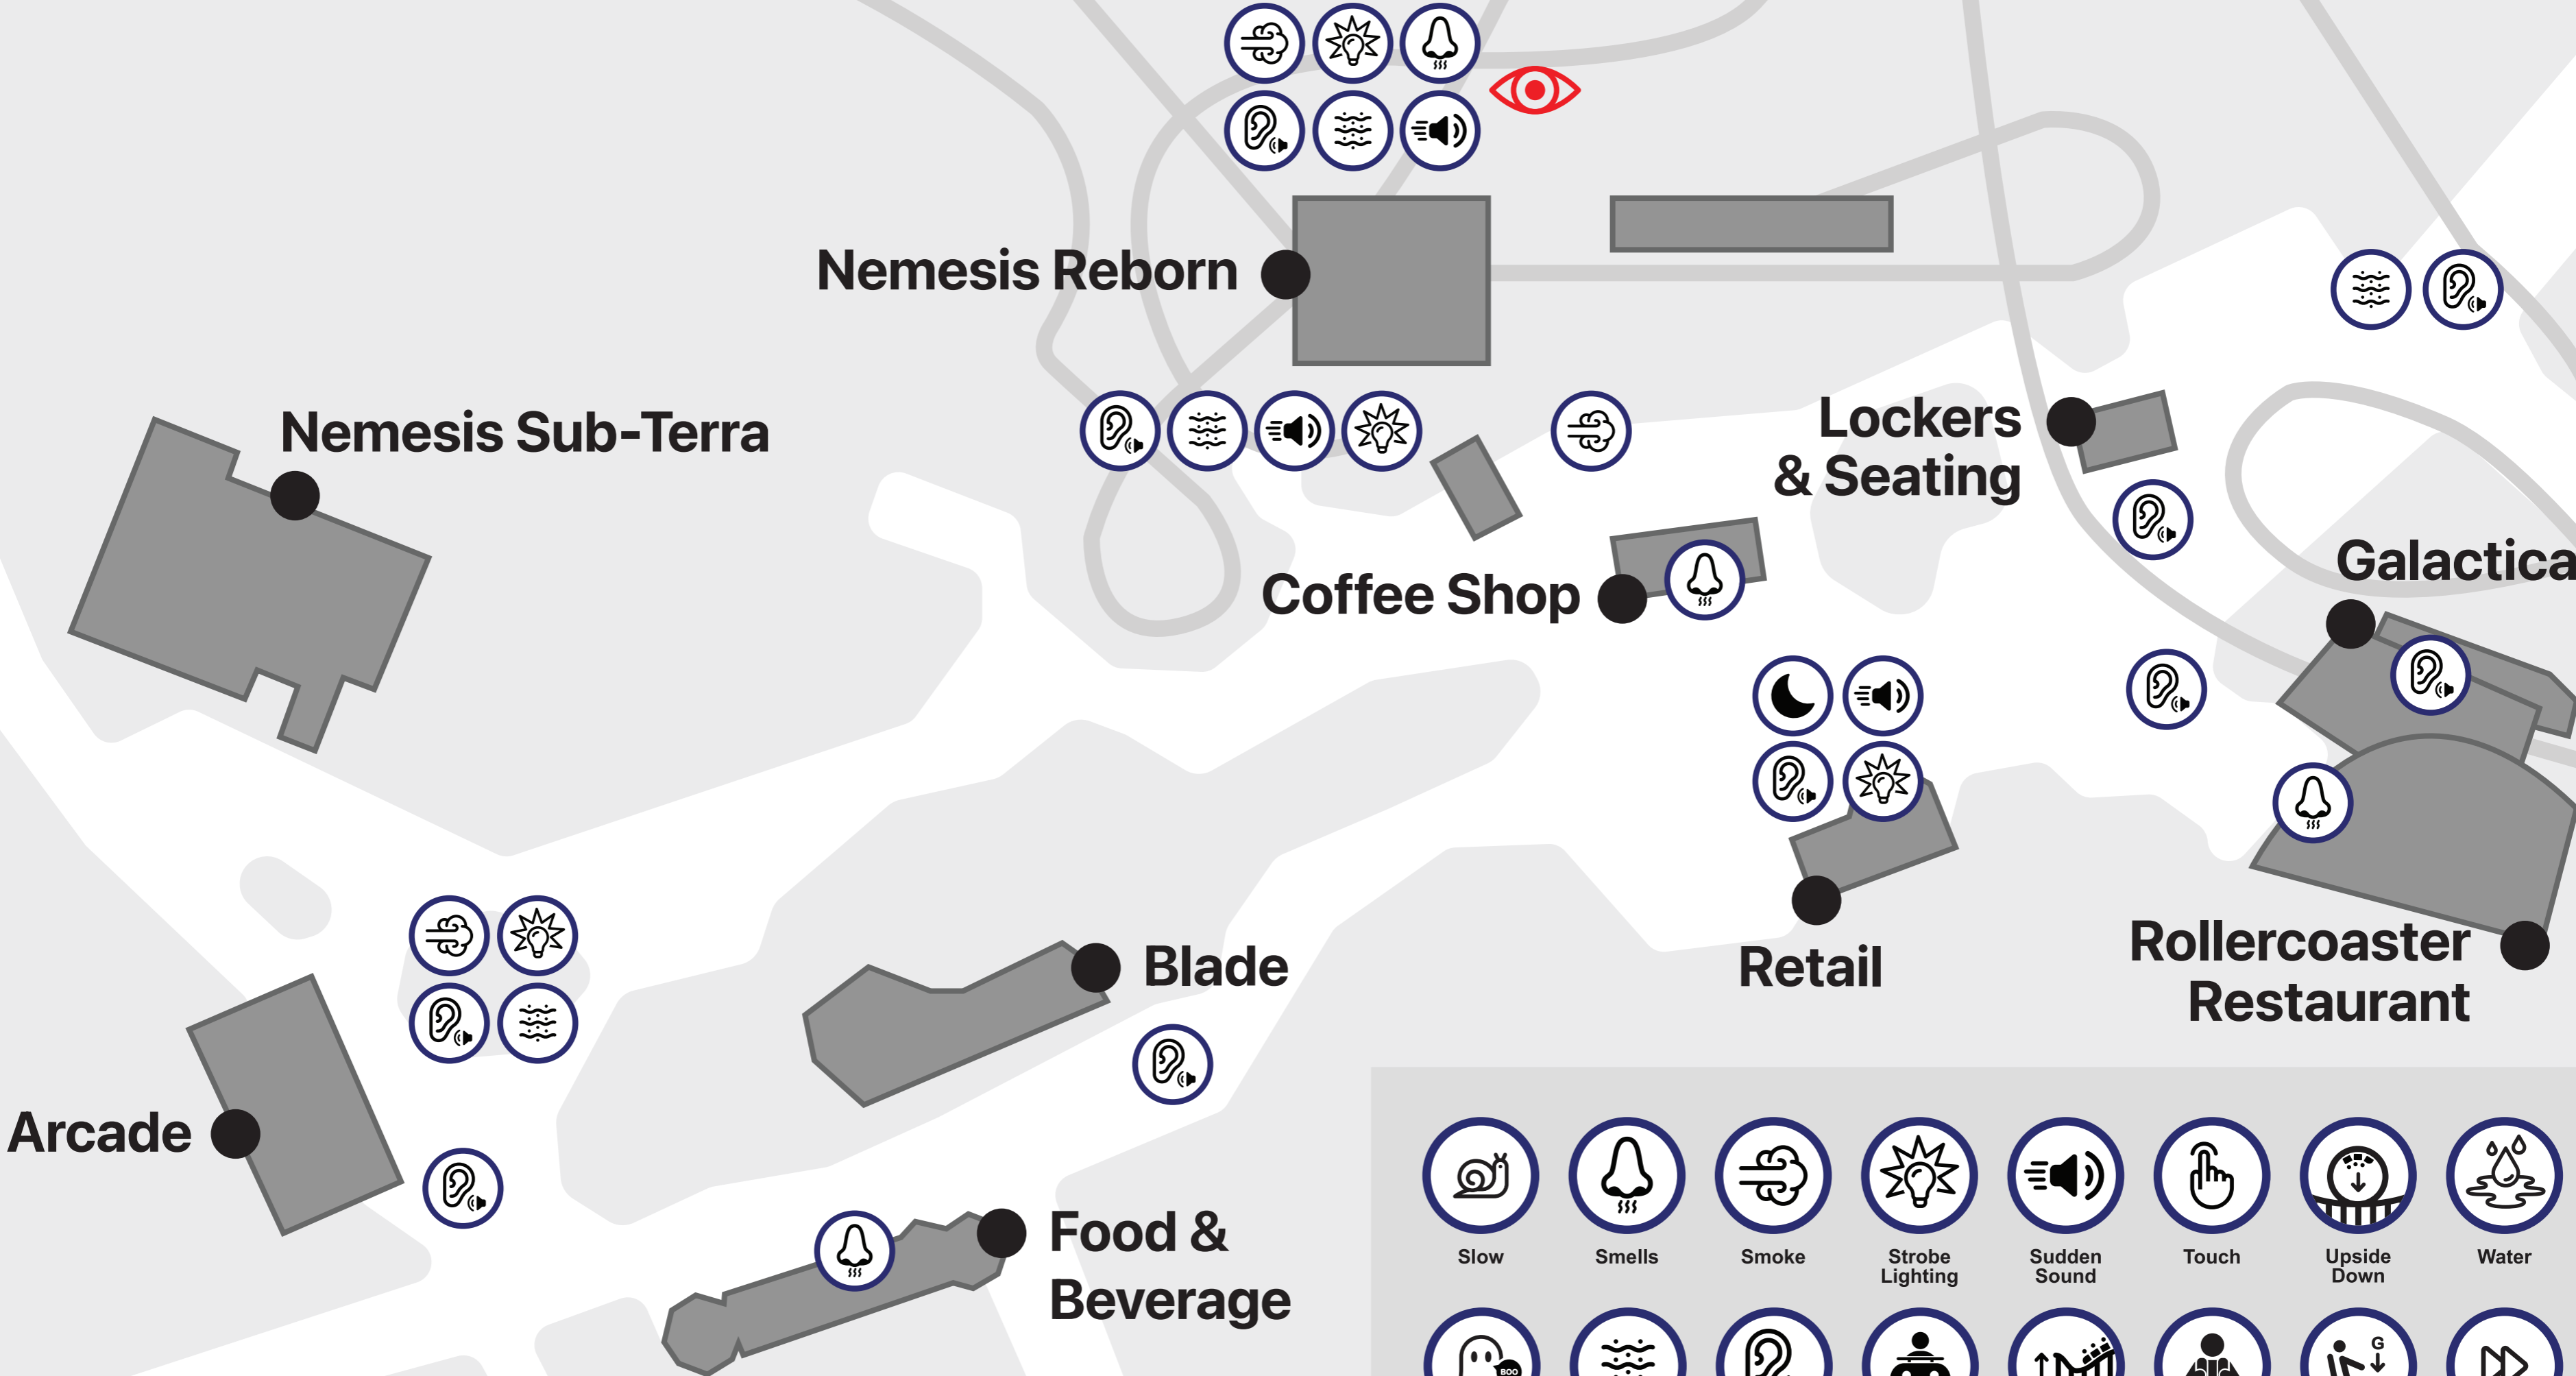 Nemesis Reborn
Nemesis Sub-Terra
Lockers
& Seating
Galactica
Coffee Shop
Blade
Retail
Rollercoaster
Restaurant
Arcade
Food &
Beverage
Slow
Smells
Smoke
Strobe
Lighting
Sudden
Sound
Touch
Upside
Down
Water
BOO
G